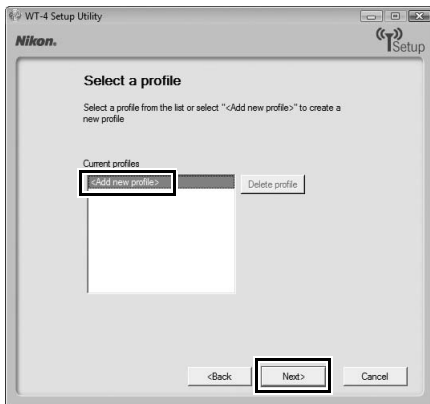 WT-4 Setup Utility
Nikon.
Setup
Select a profile
Select a profile from the list or select "<Add new profile>" to create a
new profile
Current profiles
<Add new profile>
Delete profile
<Back
Next>
Cancel